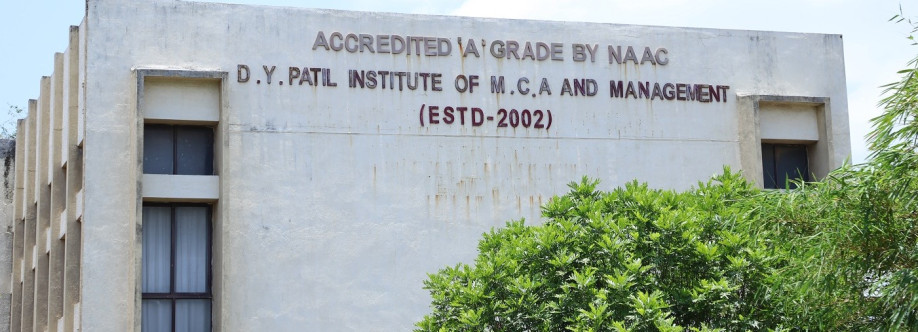 ACCREDITED 'A' GRADE BY NAAC
D.Y.PATIL INSTITUTE OF M.C.A AND MANAGEMENT
(ESTD-2002)